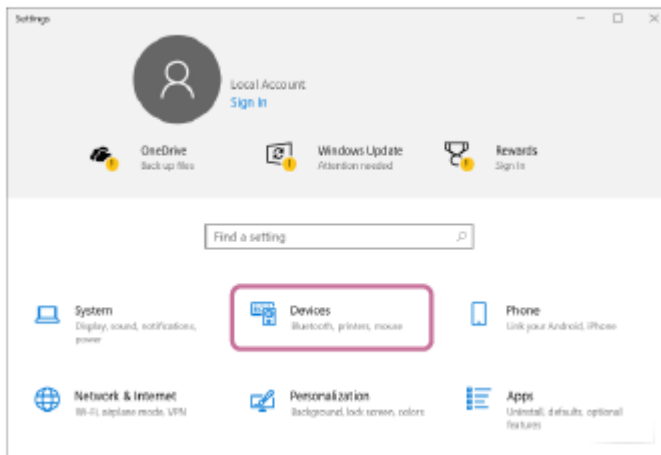 Settings
Local Account
Sign In
OneDrive
Back up files
Windows Update
Attention needed
Rewards
Sign In
Find a setting
System
Display, sound, notifications,
power
Devices
Bluetooth, printers, mouse
Phone
Link your Android, iPhone
Network & Internet
Wi-Fi, airplane mode, VPN
Personalization
Background, lock screen, colors
Apps
Uninstall, defaults, optional
features